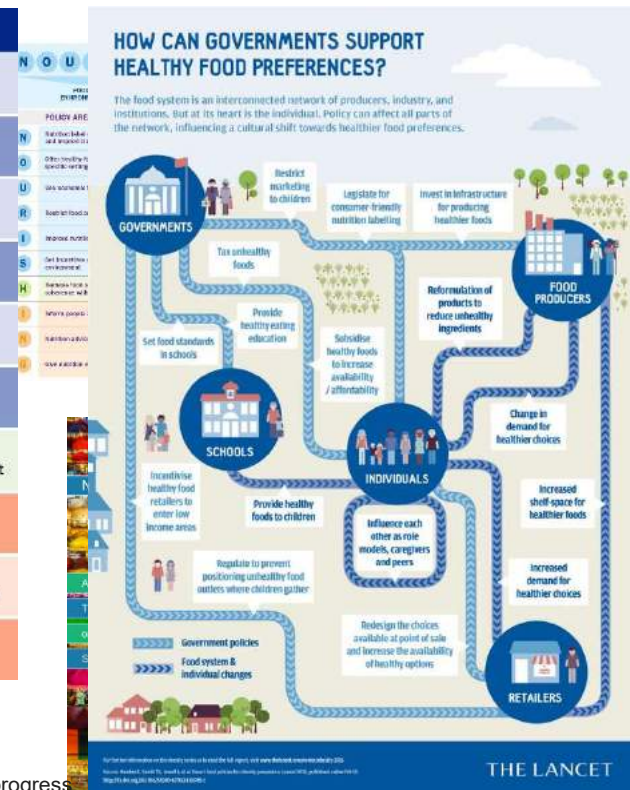 HOW CAN GOVERNMENTS SUPPORT
HEALTHY FOOD PREFERENCES?
The food system is an interconnected network of producers, industry, and
institutions. But at its heart is the individual. Policy can affect all parts of
the network, influencing a cultural shift towards healthier food preferences.
GOVERNMENTS
Restrict
marketing
to children
Legislate for
consumer-friendly
nutrition labelling
Invest in Infrastructure
for producing
healthier foods
FOOD
PRODUCERS
Tax unhealthy
foods
Provide
healthy eating
education
Set food standards
in schools
Subsidise
healthy foods
to increase
availability
/ affordability
Reformulation of
products to
reduce unhealthy
ingredients
SCHOOLS
INDIVIDUALS
Change in
demand for
healthier choices
Incentivise
healthy food
retailers to
enter low
income areas
Provide healthy
foods to children
Influence each
other as role
models, caregivers
and peers
Increased
shelf-space for
healthier foods
Regulate to prevent
positioning unhealthy food
outlets where children gather
Increased
demand for
healthier choices
Redesign the choices
available at point of sale
and increase the availability
of healthy options
Government policies
Food system &
individual changes
RETAILERS
THE LANCET
N O U
POLICY AREA
N
O
U
R
I
S
H
I
N
G
progress